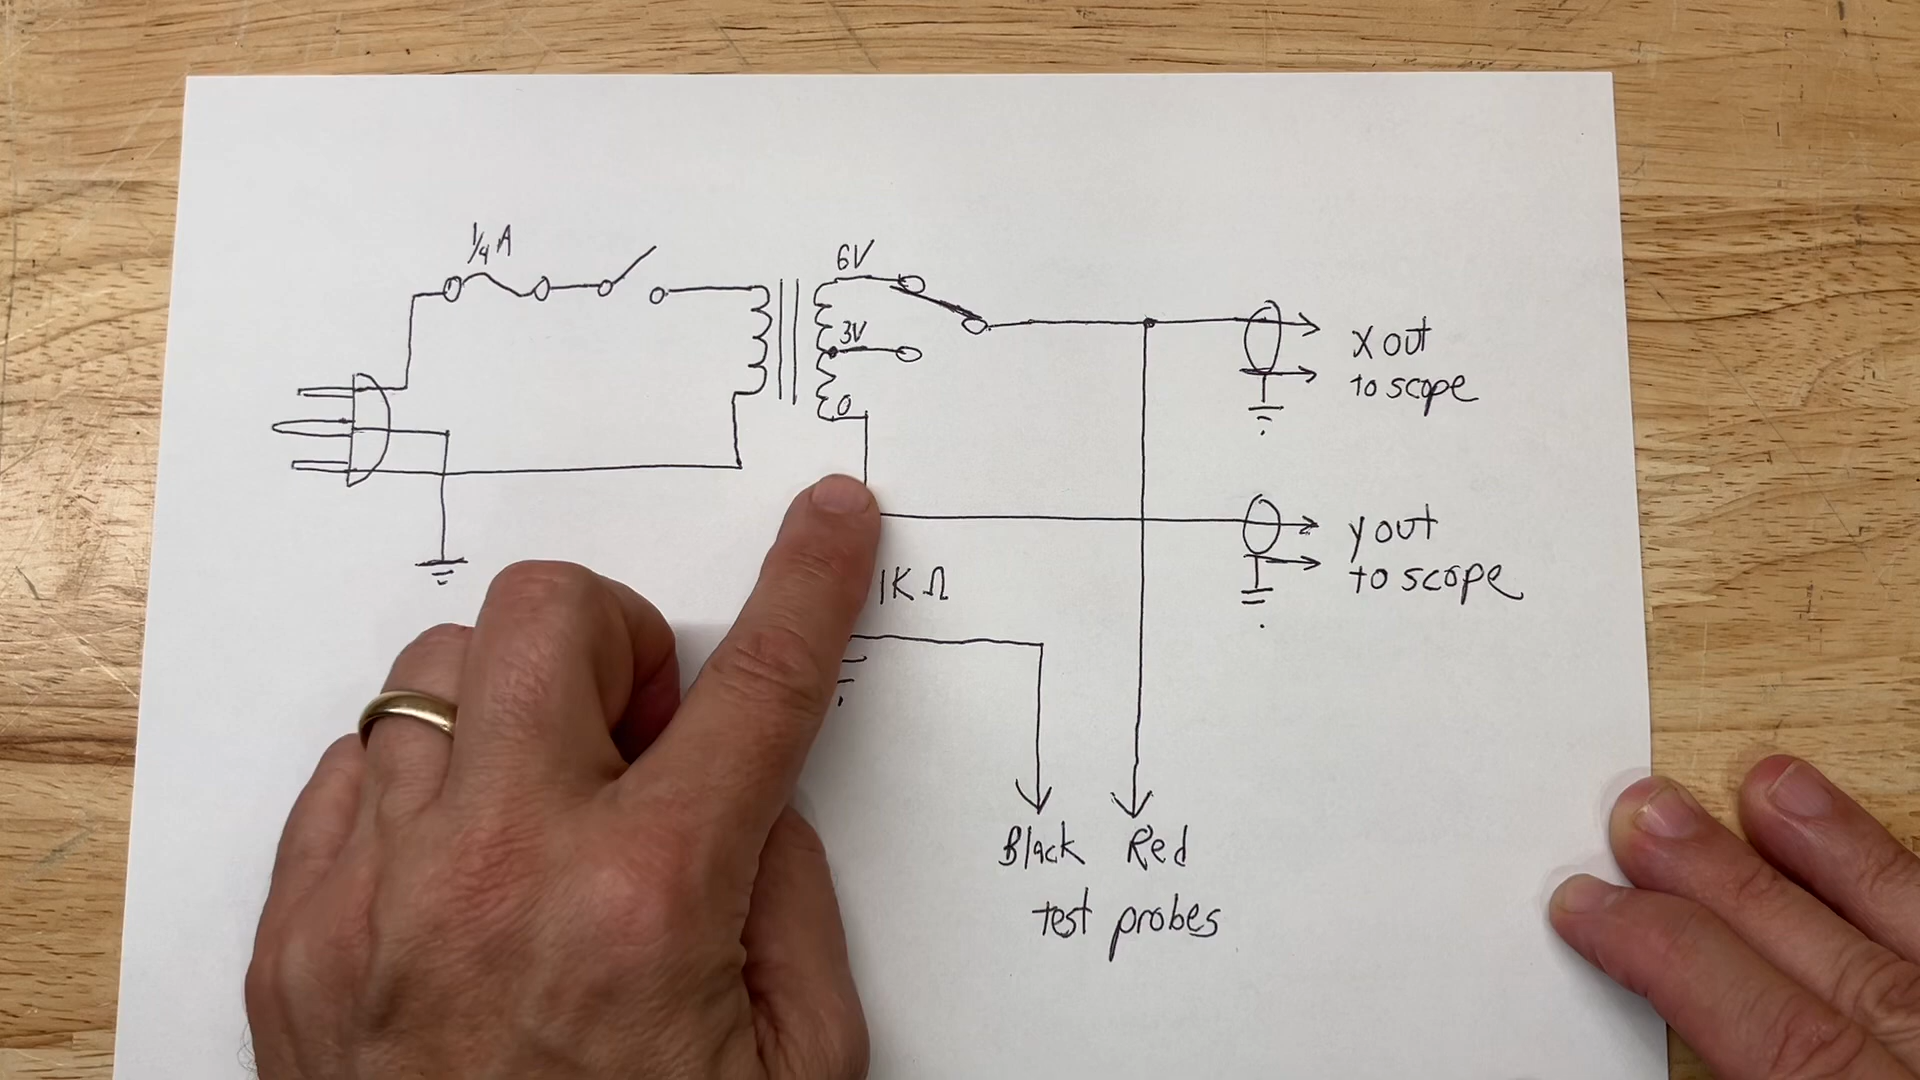 1/4 A
6V
3V
0
X out
to scope
y out
to scope
1K Ω
Black Red
test probes